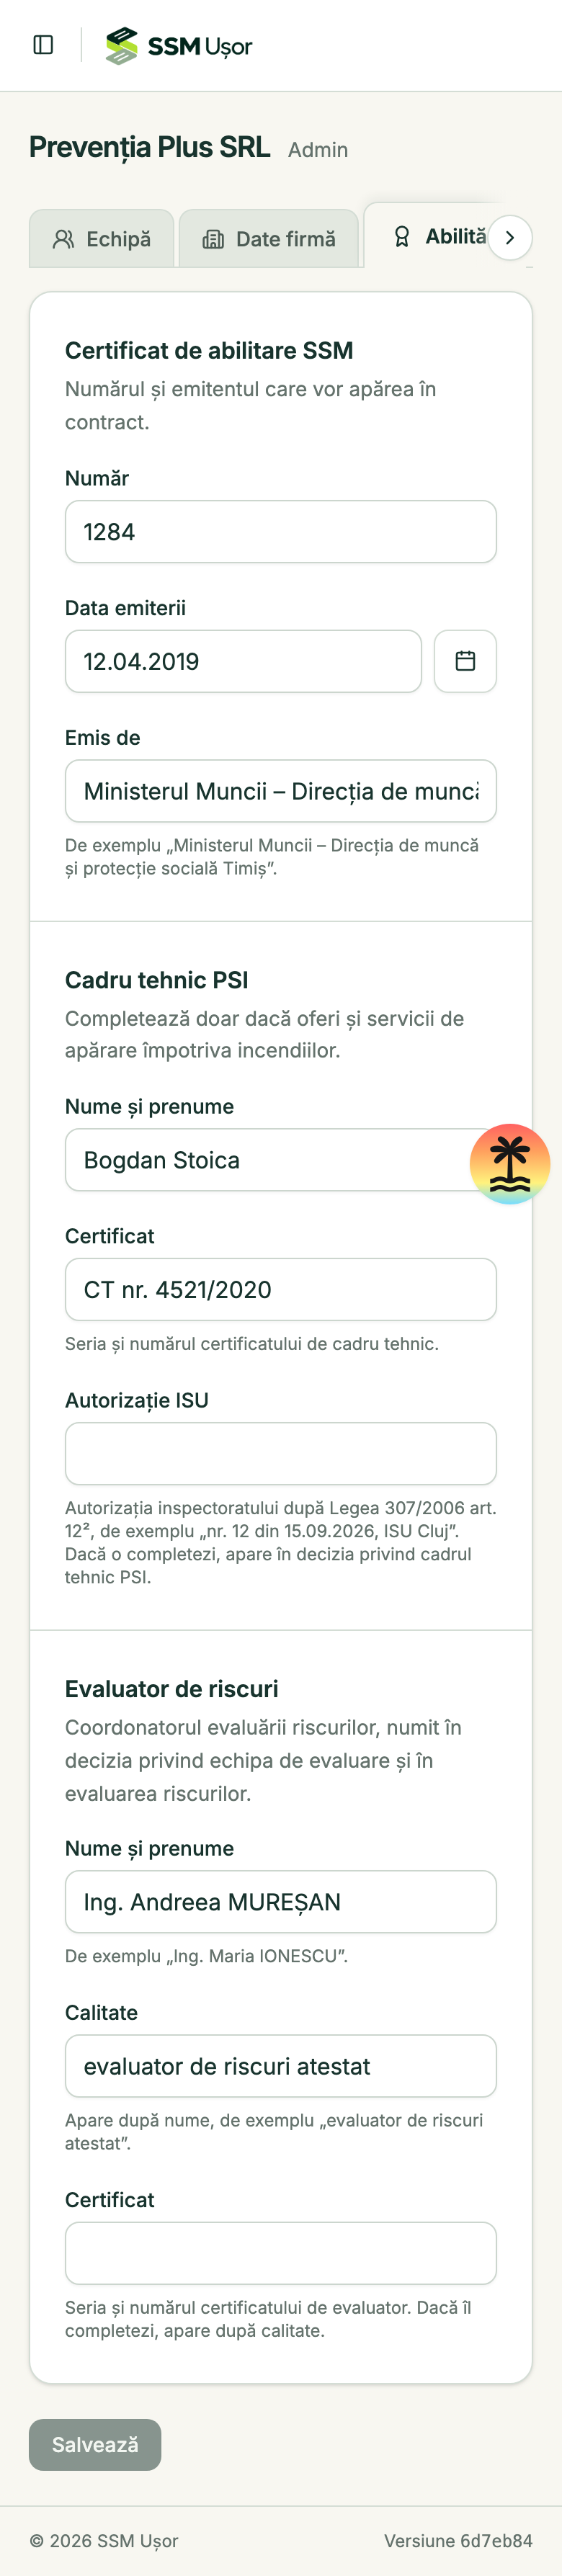 SSM Ușor
Prevenția Plus SRL Admin
Echipă
Date firmă
Abilită
Certificat de abilitare SSM
Numărul și emitentul care vor apărea în
contract.
Număr
1284
Data emiterii
12.04.2019
Emis de
Ministerul Muncii – Direcția de muncă
De exemplu „Ministerul Muncii – Direcția de muncă
și protecție socială Timiș”.
Cadru tehnic PSI
Completează doar dacă oferi și servicii de
apărare împotriva incendiilor.
Nume și prenume
Bogdan Stoica
Certificat
CT nr. 4521/2020
Seria și numărul certificatului de cadru tehnic.
Autorizație ISU
Autorizația inspectoratului după Legea 307/2006 art.
12², de exemplu „nr. 12 din 15.09.2026, ISU Cluj”.
Dacă o completezi, apare în decizia privind cadrul
tehnic PSI.
Evaluator de riscuri
Coordonatorul evaluării riscurilor, numit în
decizia privind echipa de evaluare și în
evaluarea riscurilor.
Nume și prenume
Ing. Andreea MUREȘAN
De exemplu „Ing. Maria IONESCU”.
Calitate
evaluator de riscuri atestat
Apare după nume, de exemplu „evaluator de riscuri
atestat”.
Certificat
Seria și numărul certificatului de evaluator. Dacă îl
completezi, apare după calitate.
Salvează
© 2026 SSM Ușor
Versiune 6d7eb84